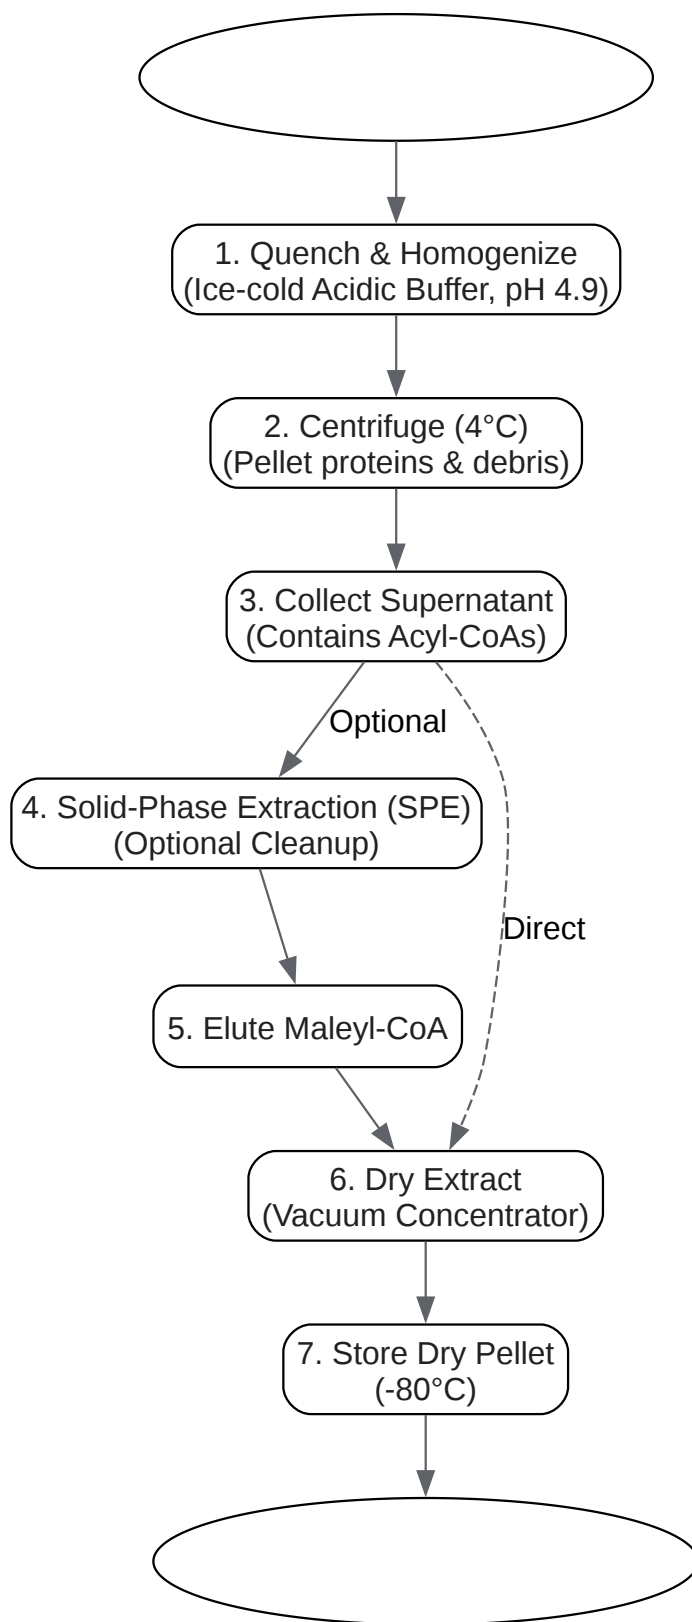 1. Quench & Homogenize
(Ice-cold Acidic Buffer, pH 4.9)
2. Centrifuge (4°C)
(Pellet proteins & debris)
3. Collect Supernatant
(Contains Acyl-CoAs)
Optional
4. Solid-Phase Extraction (SPE)
(Optional Cleanup)
Direct
5. Elute Maleyl-CoA
6. Dry Extract
(Vacuum Concentrator)
7. Store Dry Pellet
(-80°C)